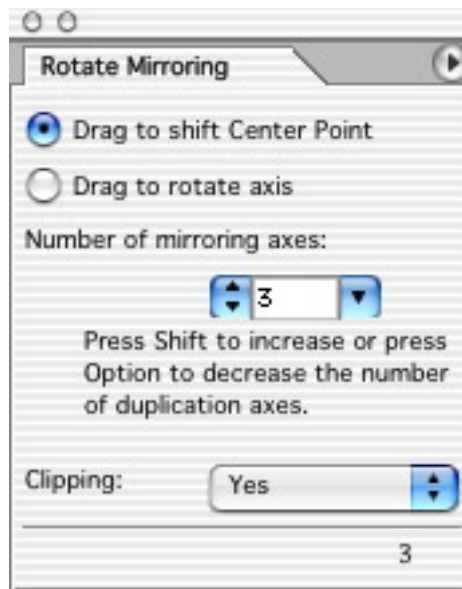 Rotate Mirroring
Drag to shift Center Point
Drag to rotate axis
Number of mirroring axes:
3
Press Shift to increase or press
Option to decrease the number
of duplication axes.
Clipping: Yes
3